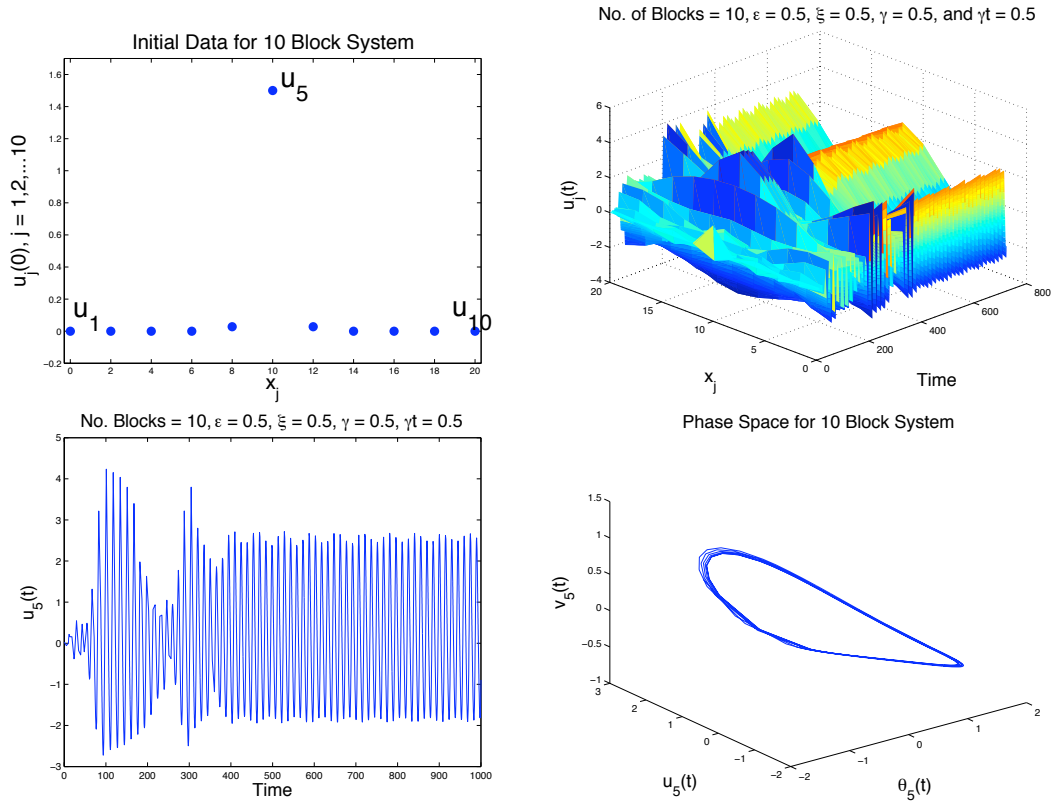 Initial Data for 10 Block System
1.6
1.4
1.2
1
0.8
0.6
0.4
0.2
0
−0.2
u_j(0), j = 1,2,...10
u_5
u_1
u_10
0 2 4 6 8 10 12 14 16 18 20
x_j
No. of Blocks = 10, ε = 0.5, ξ = 0.5, γ = 0.5, and γt = 0.5
6
4
2
0
−2
−4
u_j(t)
20 15 10 5 0
x_j
0 200 400 600 800
Time
No. Blocks = 10, ε = 0.5, ξ = 0.5, γ = 0.5, γt = 0.5
5
4
3
2
1
0
−1
−2
−3
u_5(t)
0 100 200 300 400 500 600 700 800 900 1000
Time
Phase Space for 10 Block System
1.5
1
0.5
0
−0.5
−1
v_5(t)
3 2 1 0 −1 −2
u_5(t)
−2 −1 0 1 2
θ_5(t)